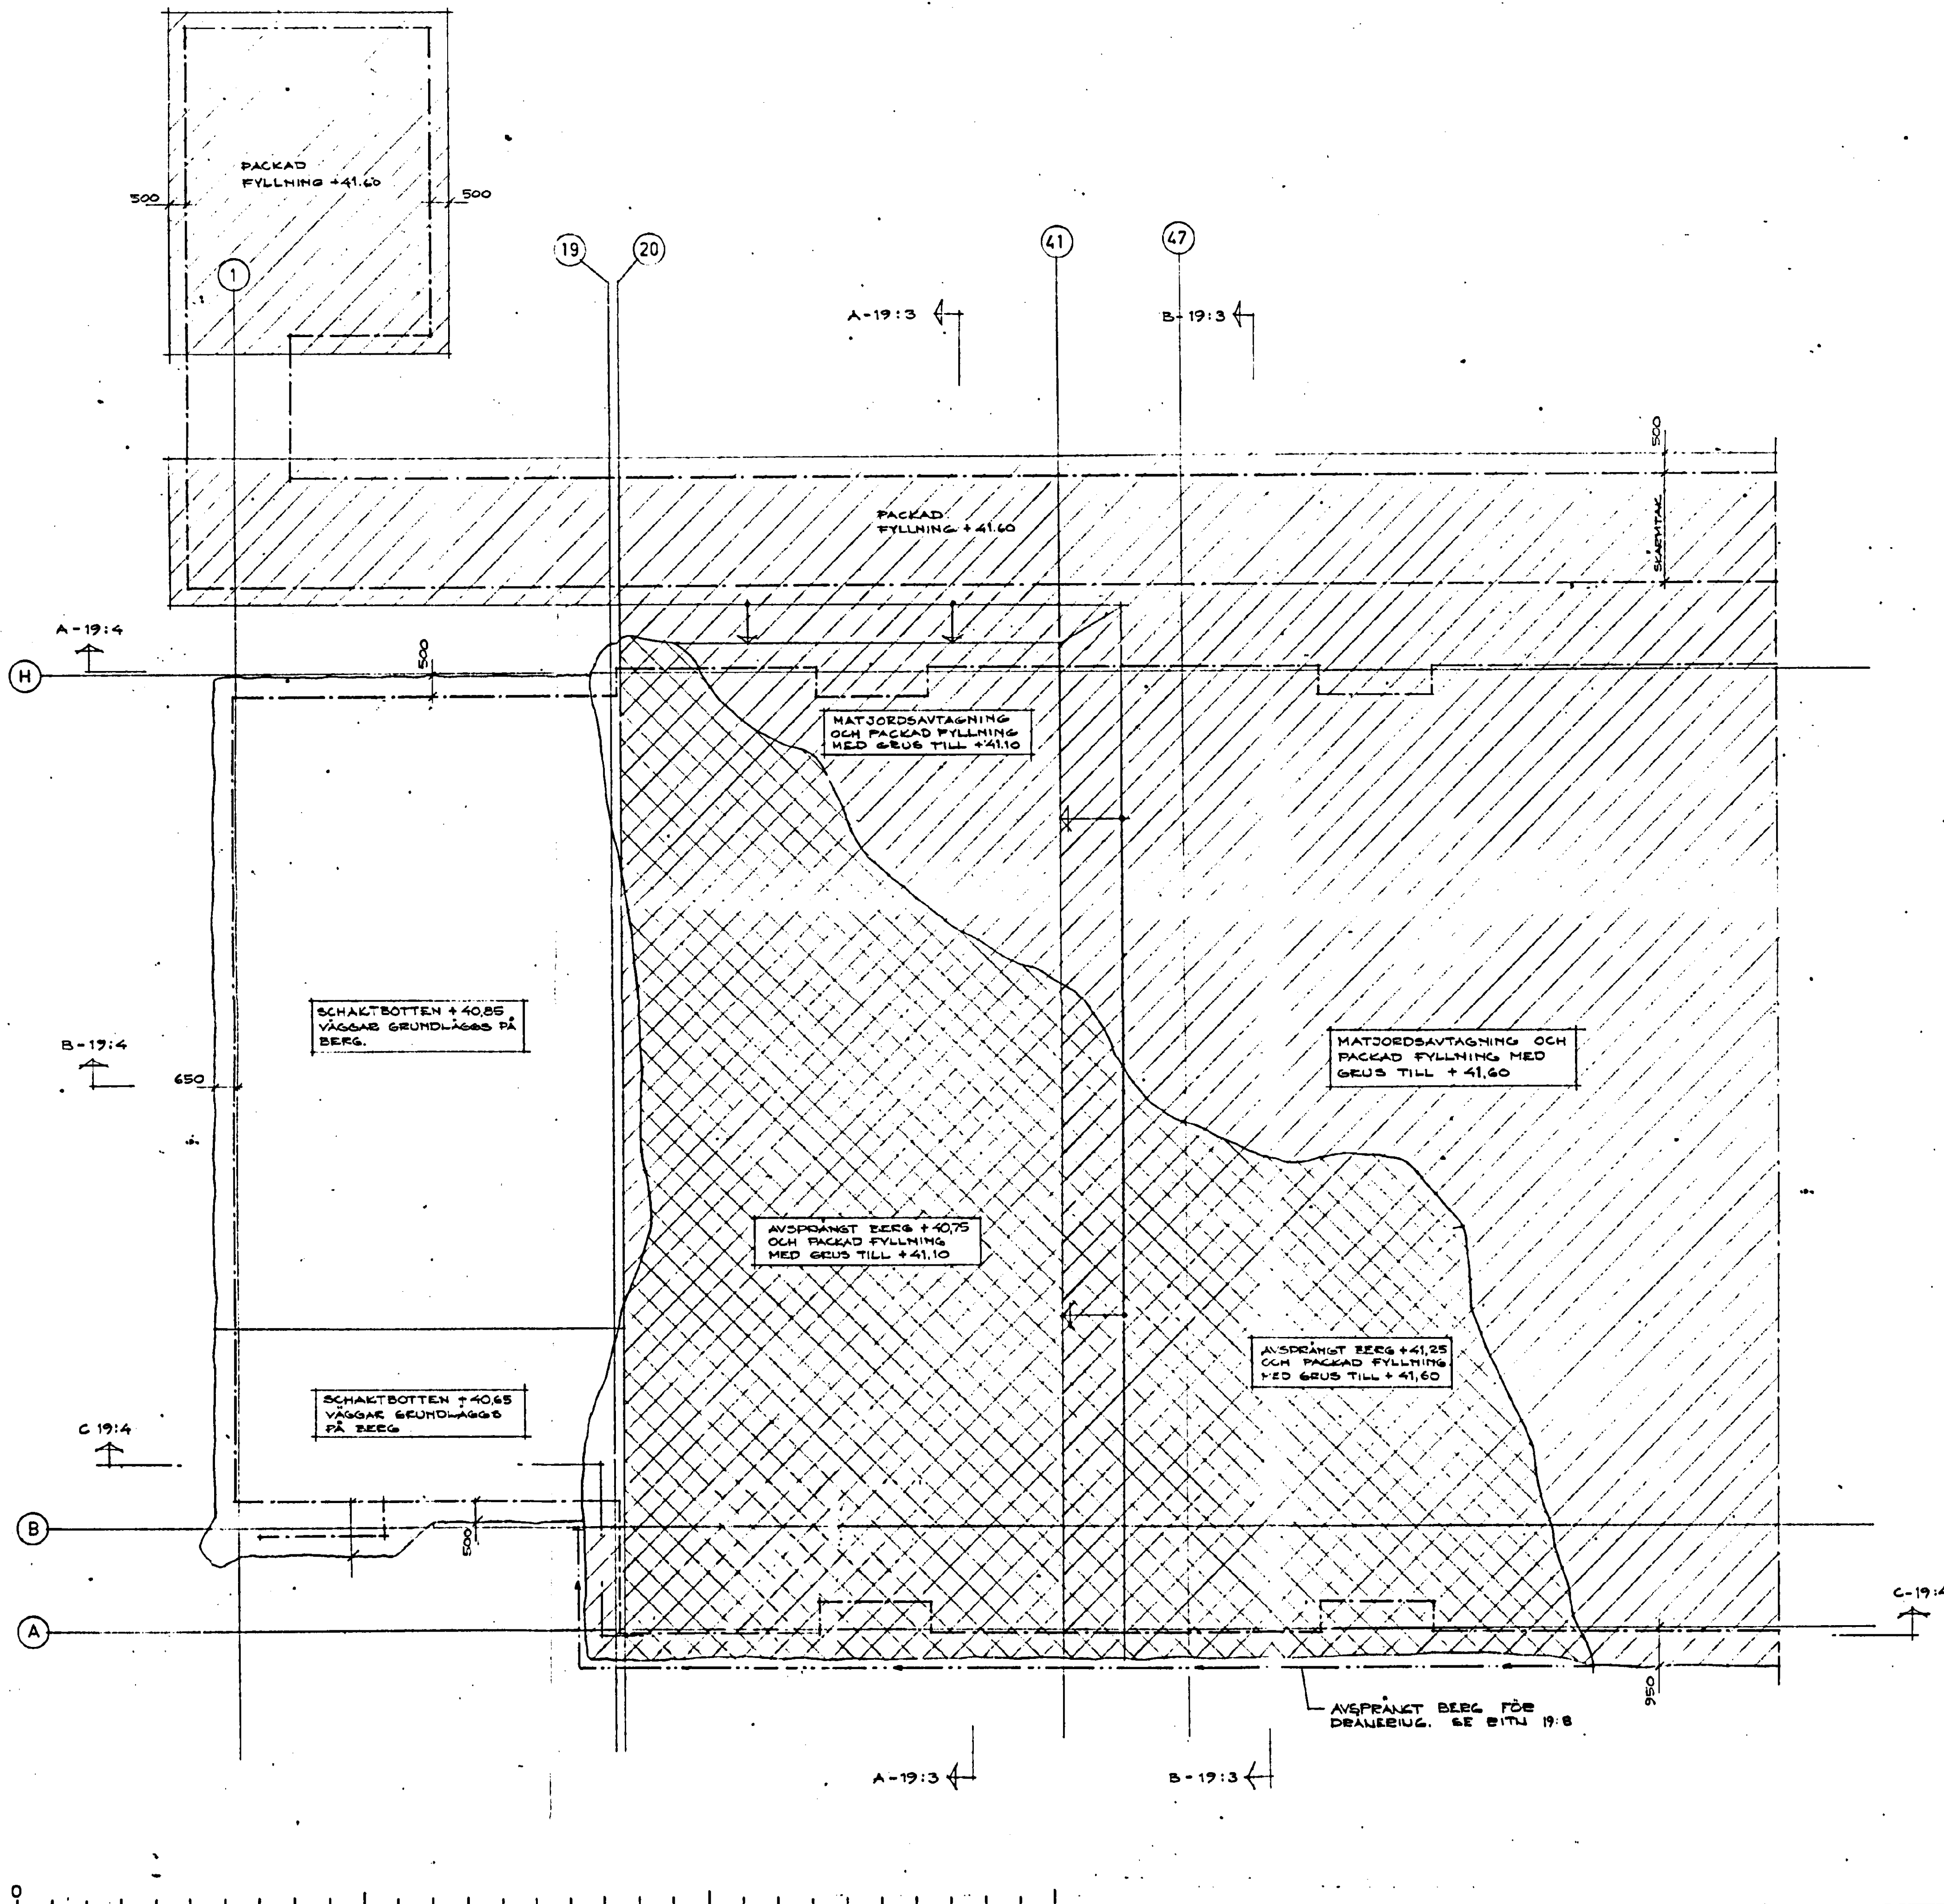 PACKAD
FYLLNING +41.60
500
500
1
19
20
41
47
A-19:3
B-19:3
500
SKÄRMTAK
PACKAD
FYLLNING +41.60
A-19:4
H
500
MATJORDSAVTAGNING
OCH PACKAD FYLLNING
MED GRUS TILL +41.10
SCHAKTBOTTEN +40,85
VÄGGAR GRUNDLÄGGS PÅ
BERG.
B-19:4
650
MATJORDSAVTAGNING OCH
PACKAD FYLLNING MED
GRUS TILL +41,60
AVSPRÄNGT BERG +40,75
OCH PACKAD FYLLNING
MED GRUS TILL +41,10
AVSPRÄNGT BERG +41,25
OCH PACKAD FYLLNING
MED GRUS TILL +41,60
SCHAKTBOTTEN +40,65
VÄGGAR GRUNDLÄGGS
PÅ BERG
C 19:4
B
500
A
C-19:4
950
AVSPRÄNGT BERG FÖR
DRÄNERING. SE RITN 19:8
A-19:3
B-19:3
0